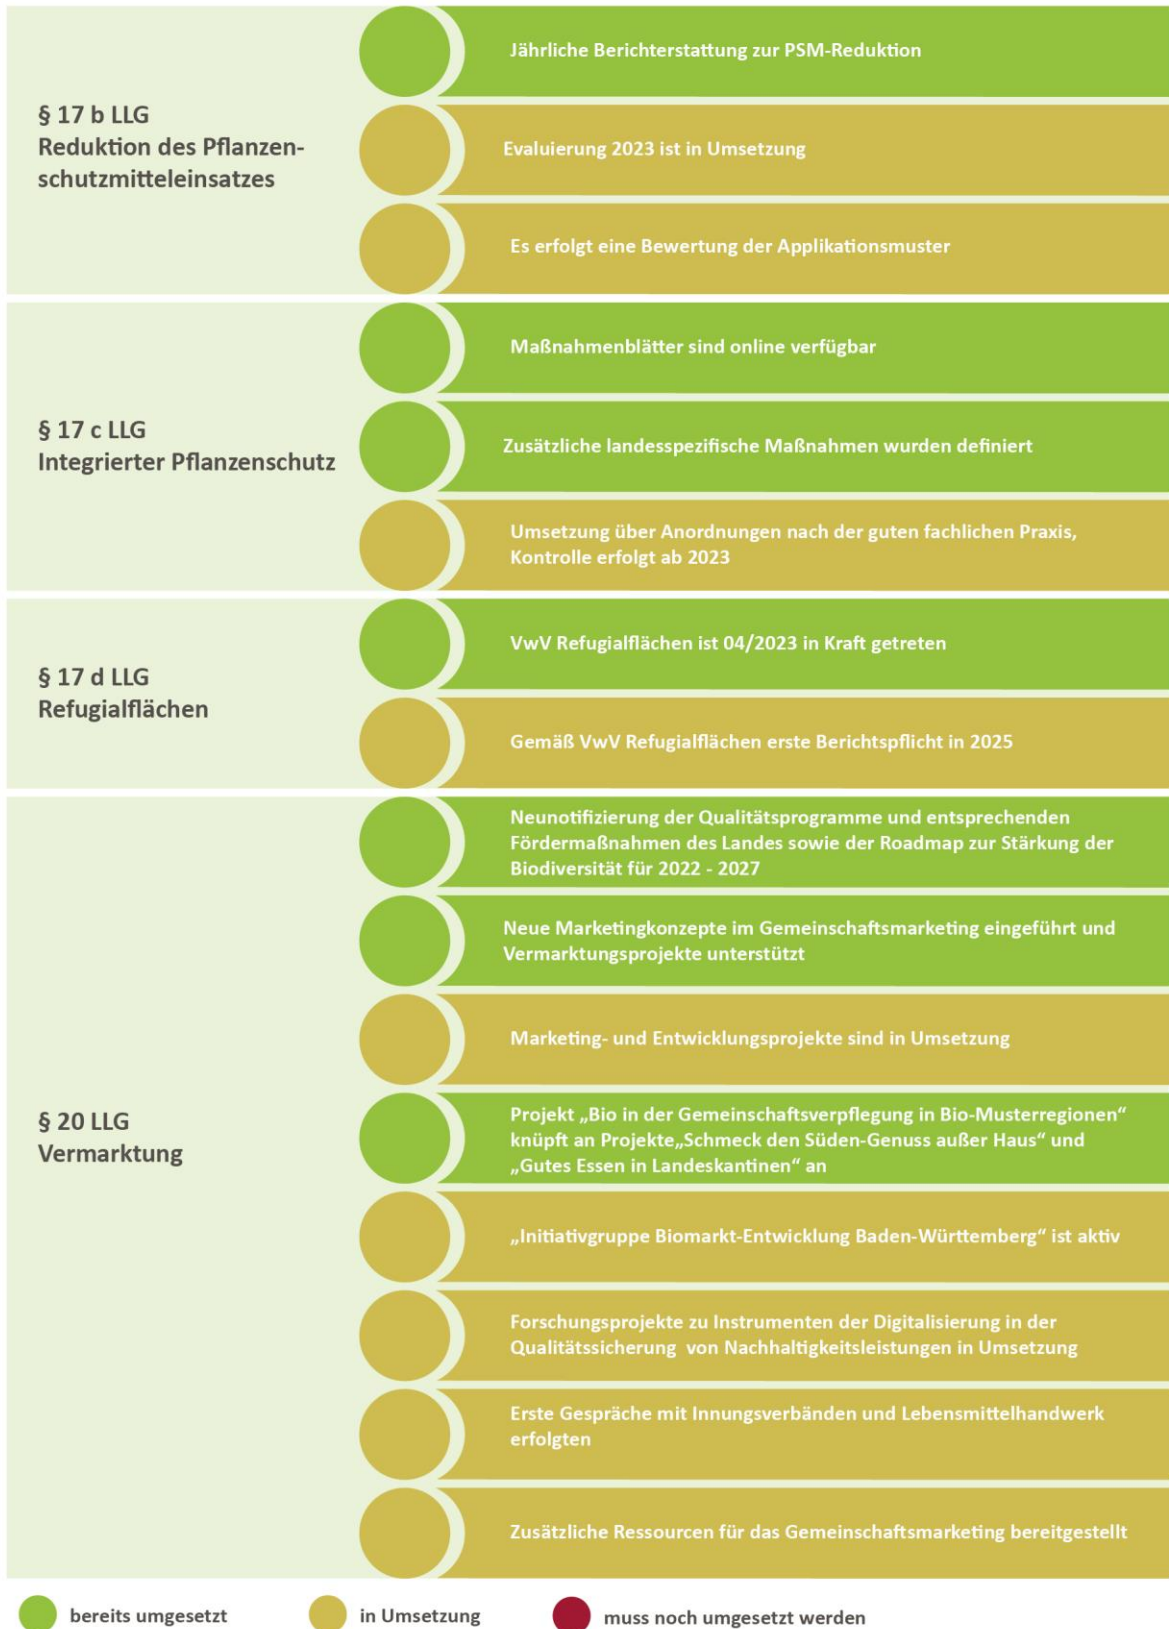 Jährliche Berichterstattung zur PSM-Reduktion
§ 17 b LLG
Reduktion des Pflanzen-
schutzmitteleinsatzes
Evaluierung 2023 ist in Umsetzung
Es erfolgt eine Bewertung der Applikationsmuster
Maßnahmenblätter sind online verfügbar
§ 17 c LLG
Integrierter Pflanzenschutz
Zusätzliche landesspezifische Maßnahmen wurden definiert
Umsetzung über Anordnungen nach der guten fachlichen Praxis,
Kontrolle erfolgt ab 2023
VwV Refugialflächen ist 04/2023 in Kraft getreten
§ 17 d LLG
Refugialflächen
Gemäß VwV Refugialflächen erste Berichtspflicht in 2025
Neunotifizierung der Qualitätsprogramme und entsprechenden
Fördermaßnahmen des Landes sowie der Roadmap zur Stärkung der
Biodiversität für 2022 - 2027
Neue Marketingkonzepte im Gemeinschaftsmarketing eingeführt und
Vermarktungsprojekte unterstützt
Marketing- und Entwicklungsprojekte sind in Umsetzung
§ 20 LLG
Vermarktung
Projekt „Bio in der Gemeinschaftsverpflegung in Bio-Musterregionen“
knüpft an Projekte„Schmeck den Süden-Genuss außer Haus“ und
„Gutes Essen in Landeskantinen“ an
„Initiativgruppe Biomarkt-Entwicklung Baden-Württemberg“ ist aktiv
Forschungsprojekte zu Instrumenten der Digitalisierung in der
Qualitätssicherung von Nachhaltigkeitsleistungen in Umsetzung
Erste Gespräche mit Innungsverbänden und Lebensmittelhandwerk
erfolgten
Zusätzliche Ressourcen für das Gemeinschaftsmarketing bereitgestellt
bereits umgesetzt
in Umsetzung
muss noch umgesetzt werden